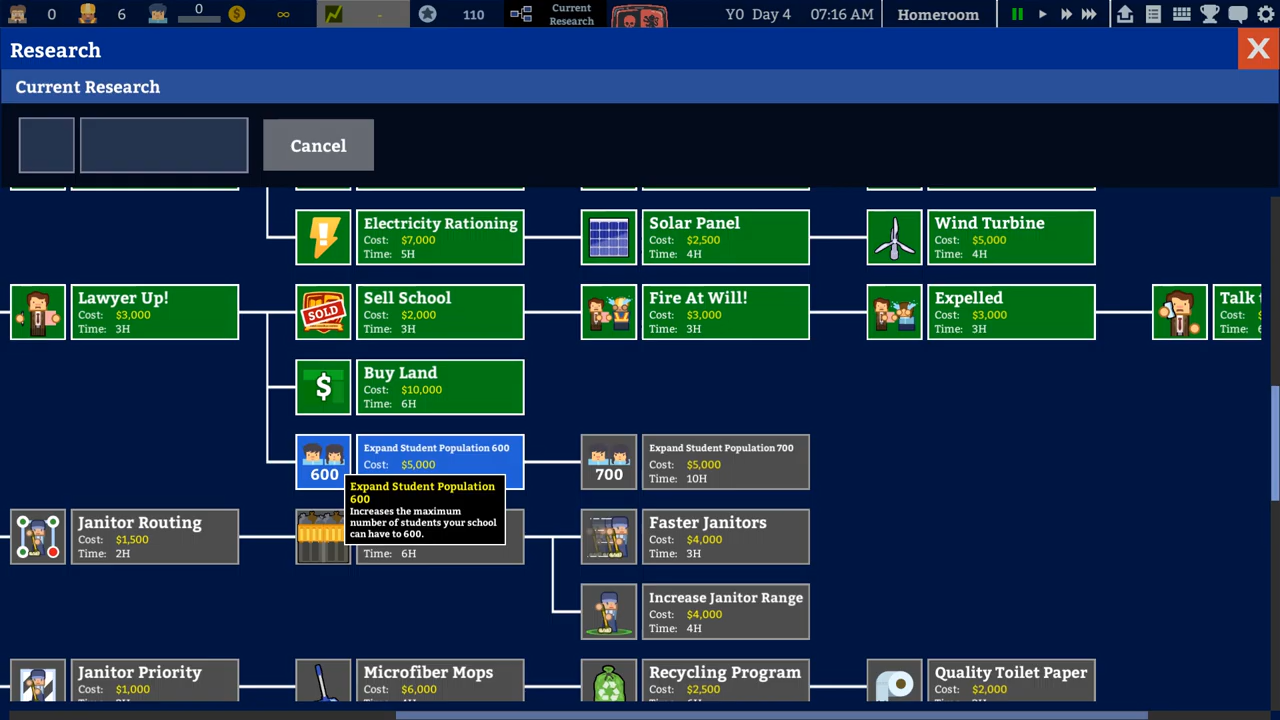 0
6
0
∞
-
110
Current
Research
Y0 Day 4
07:16 AM
Homeroom
Research
X
Current Research
Cancel
Electricity Rationing
Cost: $7,000
Time: 5H
Solar Panel
Cost: $2,500
Time: 4H
Wind Turbine
Cost: $5,000
Time: 4H
Lawyer Up!
Cost: $3,000
Time: 3H
SOLD
Sell School
Cost: $2,000
Time: 3H
Fire At Will!
Cost: $3,000
Time: 3H
Expelled
Cost: $3,000
Time: 3H
Talk
Cost: $
Time:
$
Buy Land
Cost: $10,000
Time: 6H
600
Expand Student Population 600
Cost: $5,000
700
Expand Student Population 700
Cost: $5,000
Time: 10H
Expand Student Population
600
Increases the maximum
number of students your school
can have to 600.
Janitor Routing
Cost: $1,500
Time: 2H
Time: 6H
Faster Janitors
Cost: $4,000
Time: 3H
Increase Janitor Range
Cost: $4,000
Time: 4H
Janitor Priority
Cost: $1,000
Microfiber Mops
Cost: $6,000
Recycling Program
Cost: $2,500
Quality Toilet Paper
Cost: $2,000